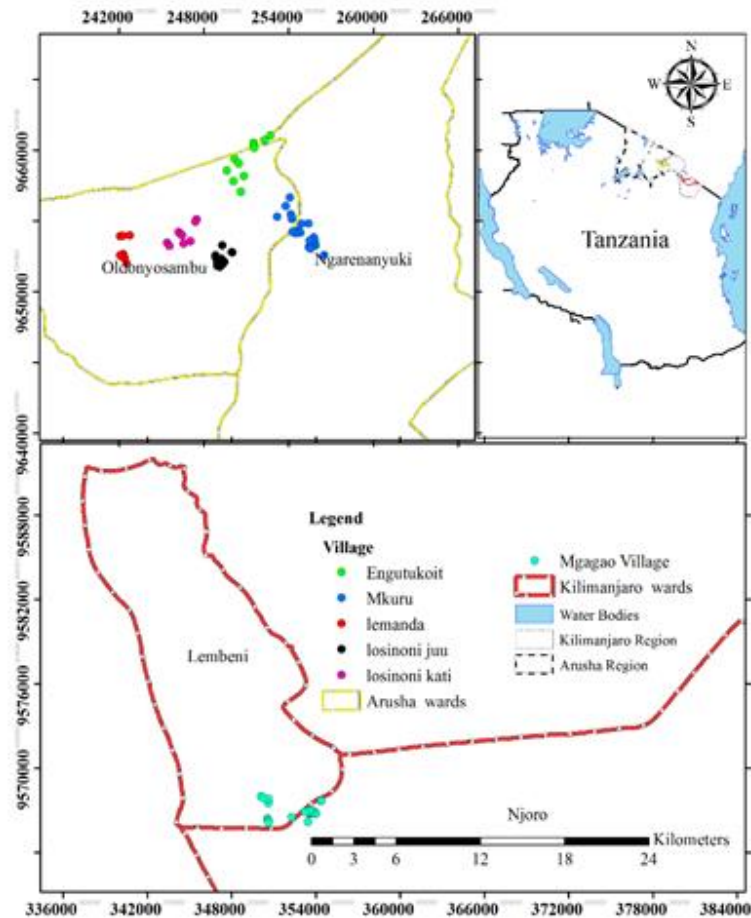 242000 248000 254000 260000 266000
9660000
9650000
9640000
Oldonyosambu
Ngarenanyuki
N
W E
S
Tanzania
9588000
9582000
9576000
9570000
Lembeni
Legend
Village
Engutukoit
Mkuru
lemanda
losinoni juu
losinoni kati
Arusha wards
Mgagao Village
Kilimanjaro wards
Water Bodies
Kilimanjaro Region
Arusha Region
Njoro
Kilometers
0 3 6 12 18 24
336000 342000 348000 354000 360000 366000 372000 378000 384000